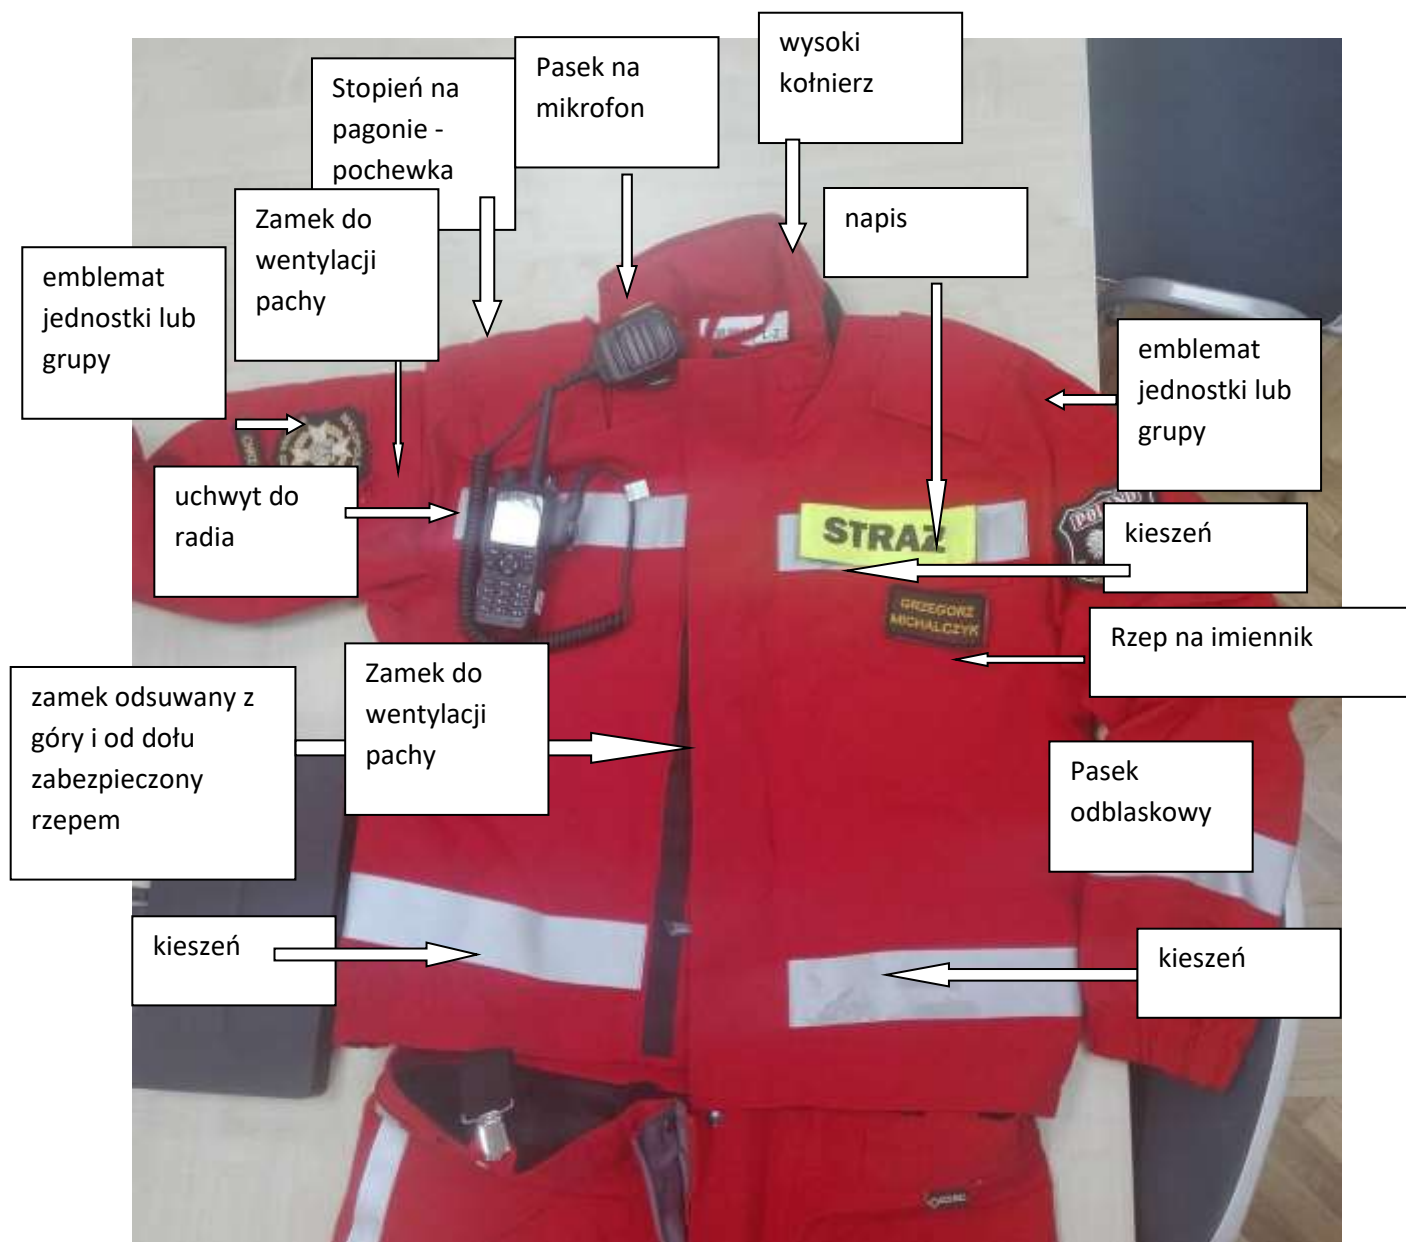 wysoki
kołnierz
Pasek na
mikrofon
Stopień na
pagonie -
pochewka
Zamek do
wentylacji
pachy
napis
emblemat
jednostki lub
grupy
emblemat
jednostki lub
grupy
uchwyt do
radia
STRAŻ
POLAND
kieszeń
GRZEGORZ
MICHALCZYK
Rzep na imiennik
zamek odsuwany z
góry i od dołu
zabezpieczony
rzepem
Zamek do
wentylacji
pachy
Pasek
odblaskowy
kieszeń
kieszeń